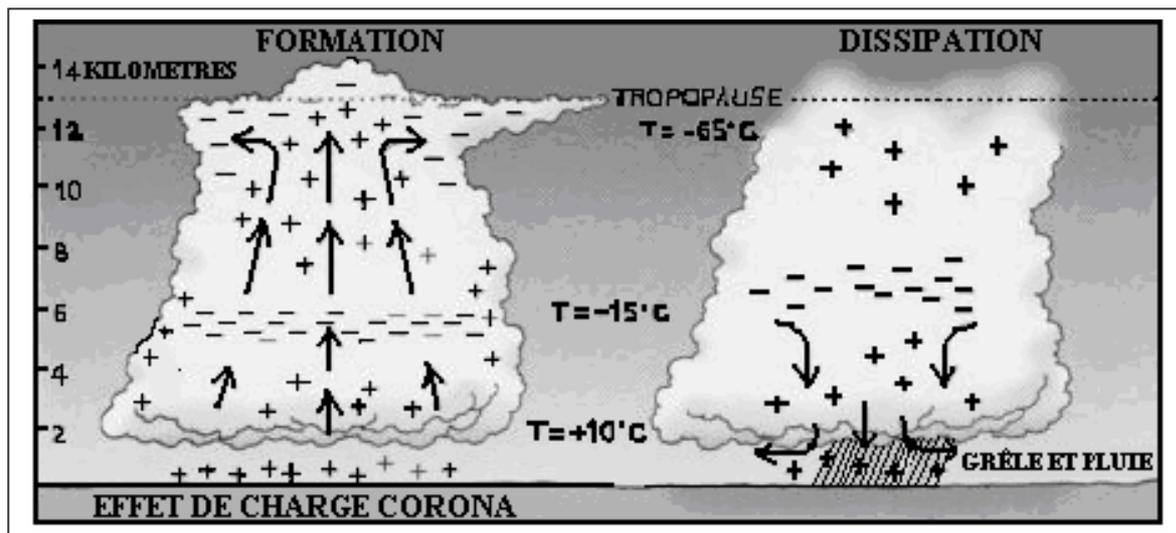 FORMATION
DISSIPATION
14 KILOMETRES
TROPOPAUSE
T= -65°C
12
10
8
6
T=-15°C
4
2
T=+10°C
GRÊLE ET PLUIE
EFFET DE CHARGE CORONA